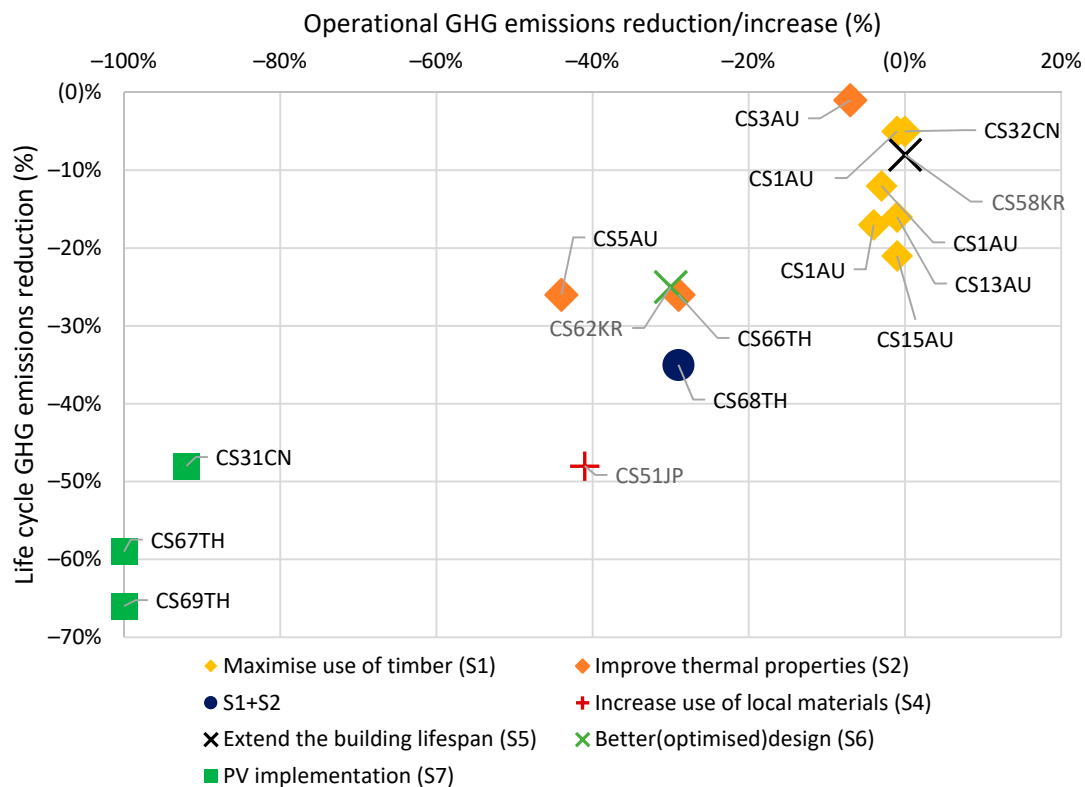 Operational GHG emissions reduction/increase (%)
–100% –80% –60% –40% –20% (0)% 20%
Life cycle GHG emissions reduction (%)
(0)%
–10%
–20%
–30%
–40%
–50%
–60%
–70%
CS3AU
CS32CN
CS1AU
CS58KR
CS5AU
CS1AU
CS1AU
CS13AU
CS62KR
CS66TH
CS15AU
CS68TH
CS31CN
CS51JP
CS67TH
CS69TH
Maximise use of timber (S1)
Improve thermal properties (S2)
S1+S2
Increase use of local materials (S4)
Extend the building lifespan (S5)
Better(optimised)design (S6)
PV implementation (S7)